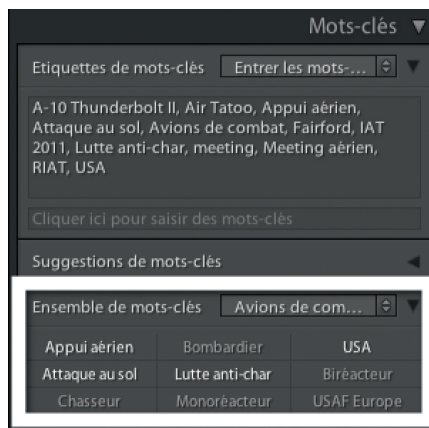 Mots-clés
Etiquettes de mots-clés Entrer les mots-...
A-10 Thunderbolt II, Air Tatoo, Appui aérien,
Attaque au sol, Avions de combat, Fairford, IAT
2011, Lutte anti-char, meeting, Meeting aérien,
RIAT, USA
Cliquer ici pour saisir des mots-clés
Suggestions de mots-clés
Ensemble de mots-clés Avions de com...
Appui aérien Bombardier USA
Attaque au sol Lutte anti-char Biréacteur
Chasseur Monoréacteur USAF Europe